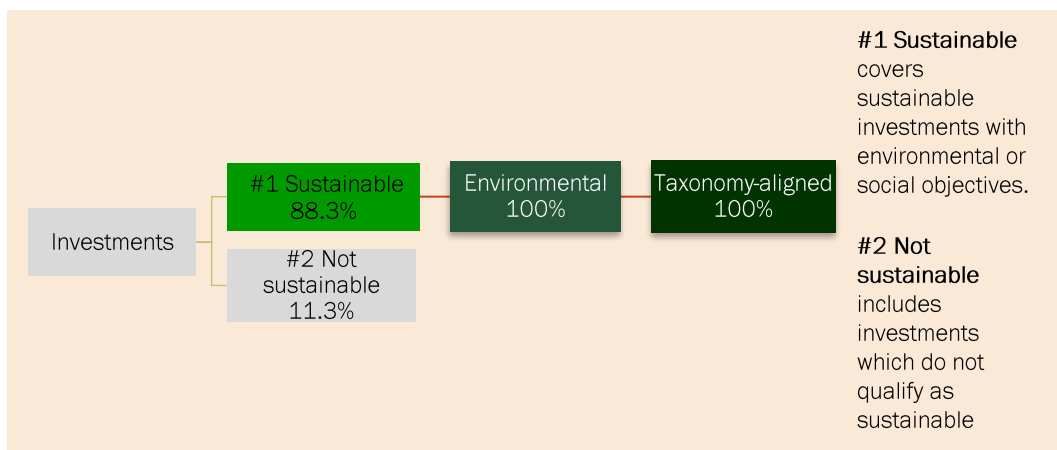 Investments
#1 Sustainable
88.3%
#2 Not
sustainable
11.3%
Environmental
100%
Taxonomy-aligned
100%
#1 Sustainable
covers
sustainable
investments with
environmental or
social objectives.
#2 Not
sustainable
includes
investments
which do not
qualify as
sustainable